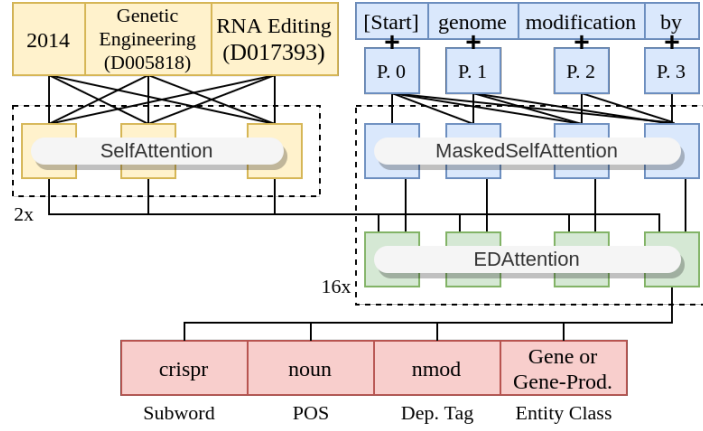 2014
Genetic
Engineering
(D005818)
RNA Editing
(D017393)
[Start] genome modification by
+ + + +
P. 0 P. 1 P. 2 P. 3
SelfAttention
MaskedSelfAttention
2x
EDAttention
16x
crispr noun nmod
Gene or
Gene-Prod.
Subword POS Dep. Tag Entity Class